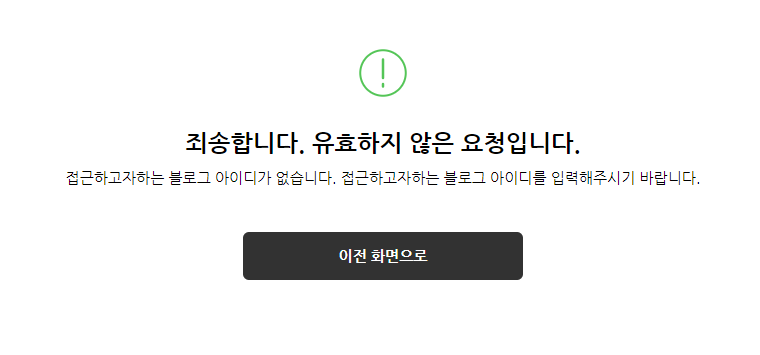 죄송합니다. 유효하지 않은 요청입니다.
접근하고자하는 블로그 아이디가 없습니다. 접근하고자하는 블로그 아이디를 입력해주시기 바랍니다.
이전 화면으로